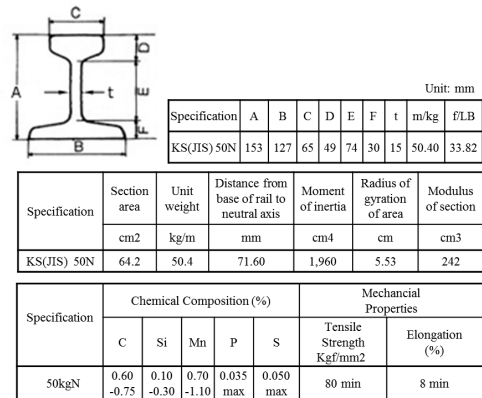 C
D
A
t
E
F
B
Unit: mm
Specification A B C D E F t m/kg f/LB
KS(JIS) 50N 153 127 65 49 74 30 15 50.40 33.82
Specification
Section area
Unit weight
Distance from base of rail to neutral axis
Moment of inertia
Radius of gyration of area
Modulus of section
cm2 kg/m mm cm4 cm cm3
KS(JIS) 50N 64.2 50.4 71.60 1,960 5.53 242
Specification
Chemical Composition (%)
Mechancial
Properties
C Si Mn P S
Tensile
Strength
Kgf/mm2
Elongation
(%)
50kgN
0.60 0.10 0.70 0.035 0.050
-0.75 -0.30 -1.10 max max
80 min 8 min